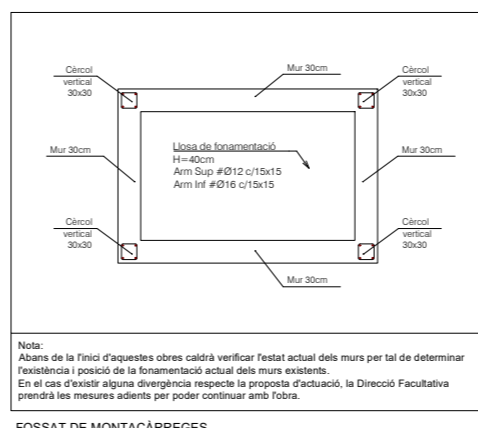 Cèrcol
vertical
30x30
Mur 30cm
Cèrcol
vertical
30x30
Mur 30cm
Llosa de fonamentació
H=40cm
Arm Sup #Ø12 c/15x15
Arm Inf #Ø16 c/15x15
Mur 30cm
Cèrcol
vertical
30x30
Cèrcol
vertical
30x30
Mur 30cm
Nota:
Abans de la l'inici d'aquestes obres caldrà verificar l'estat actual dels murs per tal de determinar
l'existència i posició de la fonamentació actual dels murs existents.
En el cas d'existir alguna divergència respecte la proposta d'actuació, la Direcció Facultativa
prendrà les mesures adients per poder continuar amb l'obra.
FOSSAT DE MONTACÀRREGES